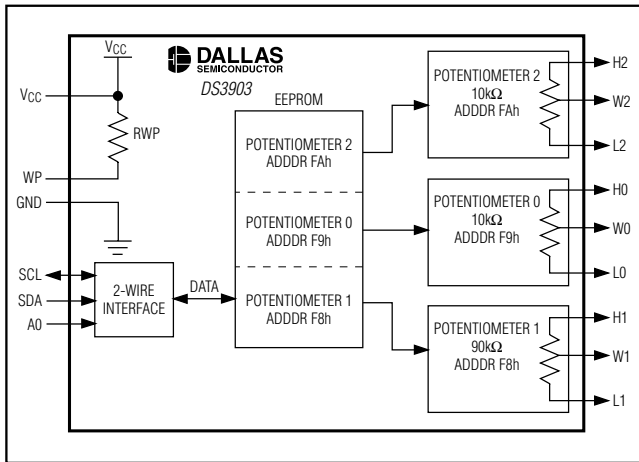 VCC
DALLAS
SEMICONDUCTOR
DS3903
VCC
RWP
WP
GND
SCL
SDA
A0
2-WIRE
INTERFACE
DATA
EEPROM
POTENTIOMETER 2
ADDDR FAh
POTENTIOMETER 0
ADDDR F9h
POTENTIOMETER 1
ADDDR F8h
POTENTIOMETER 2
10kΩ
ADDDR FAh
H2
W2
L2
POTENTIOMETER 0
10kΩ
ADDDR F9h
H0
W0
L0
POTENTIOMETER 1
90kΩ
ADDDR F8h
H1
W1
L1